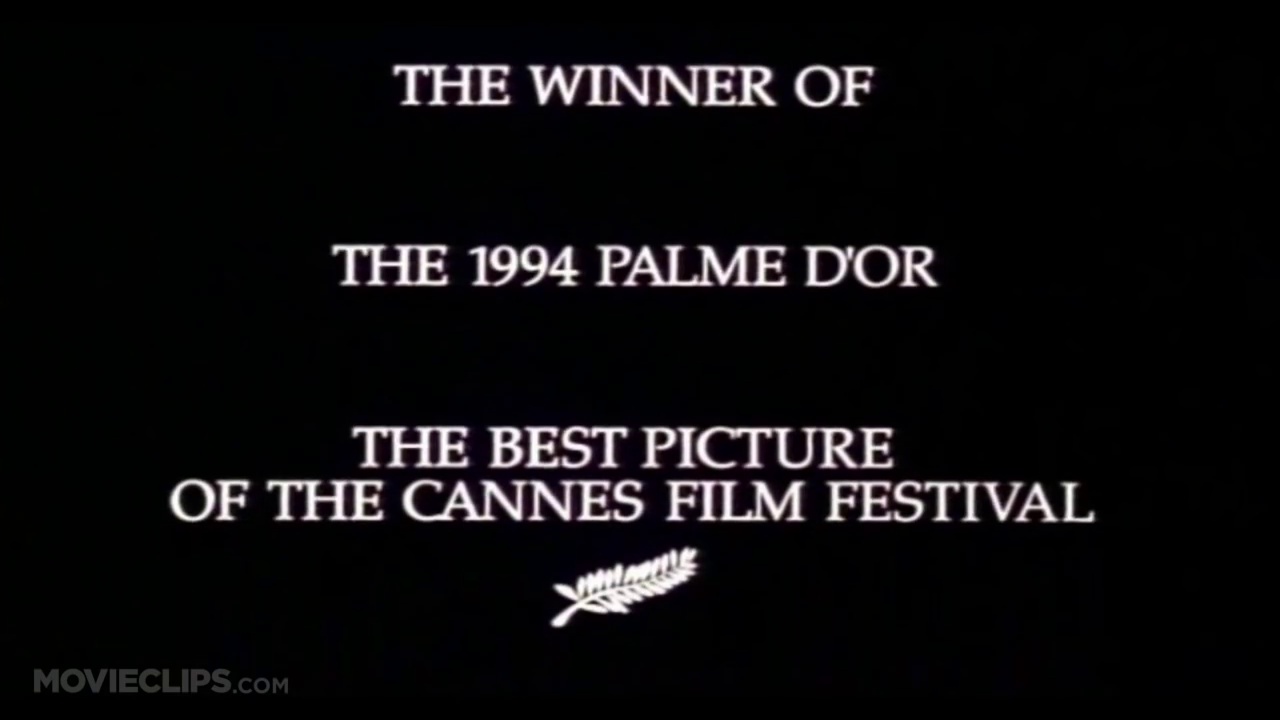 THE WINNER OF
THE 1994 PALME D'OR
THE BEST PICTURE
OF THE CANNES FILM FESTIVAL
MOVIECLIPS.COM